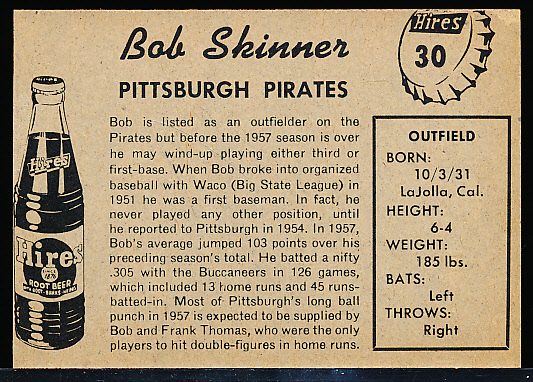 Bob Skinner
PITTSBURGH PIRATES
Hires
30
Bob is listed as an outfielder on the
Pirates but before the 1957 season is over
he may wind-up playing either third or
first-base. When Bob broke into organized
baseball with Waco (Big State League) in
1951 he was a first baseman. In fact, he
never played any other position, until
he reported to Pittsburgh in 1954. In 1957,
Bob's average jumped 103 points over his
preceding season's total. He batted a nifty
.305 with the Buccaneers in 126 games,
which included 13 home runs and 45 runs-
batted-in. Most of Pittsburgh's long ball
punch in 1957 is expected to be supplied by
Bob and Frank Thomas, who were the only
players to hit double-figures in home runs.
OUTFIELD
BORN:
10/3/31
LaJolla, Cal.
HEIGHT:
6-4
WEIGHT:
185 lbs.
BATS:
Left
THROWS:
Right
Hires
Hires
SINCE
1876
ROOT BEER